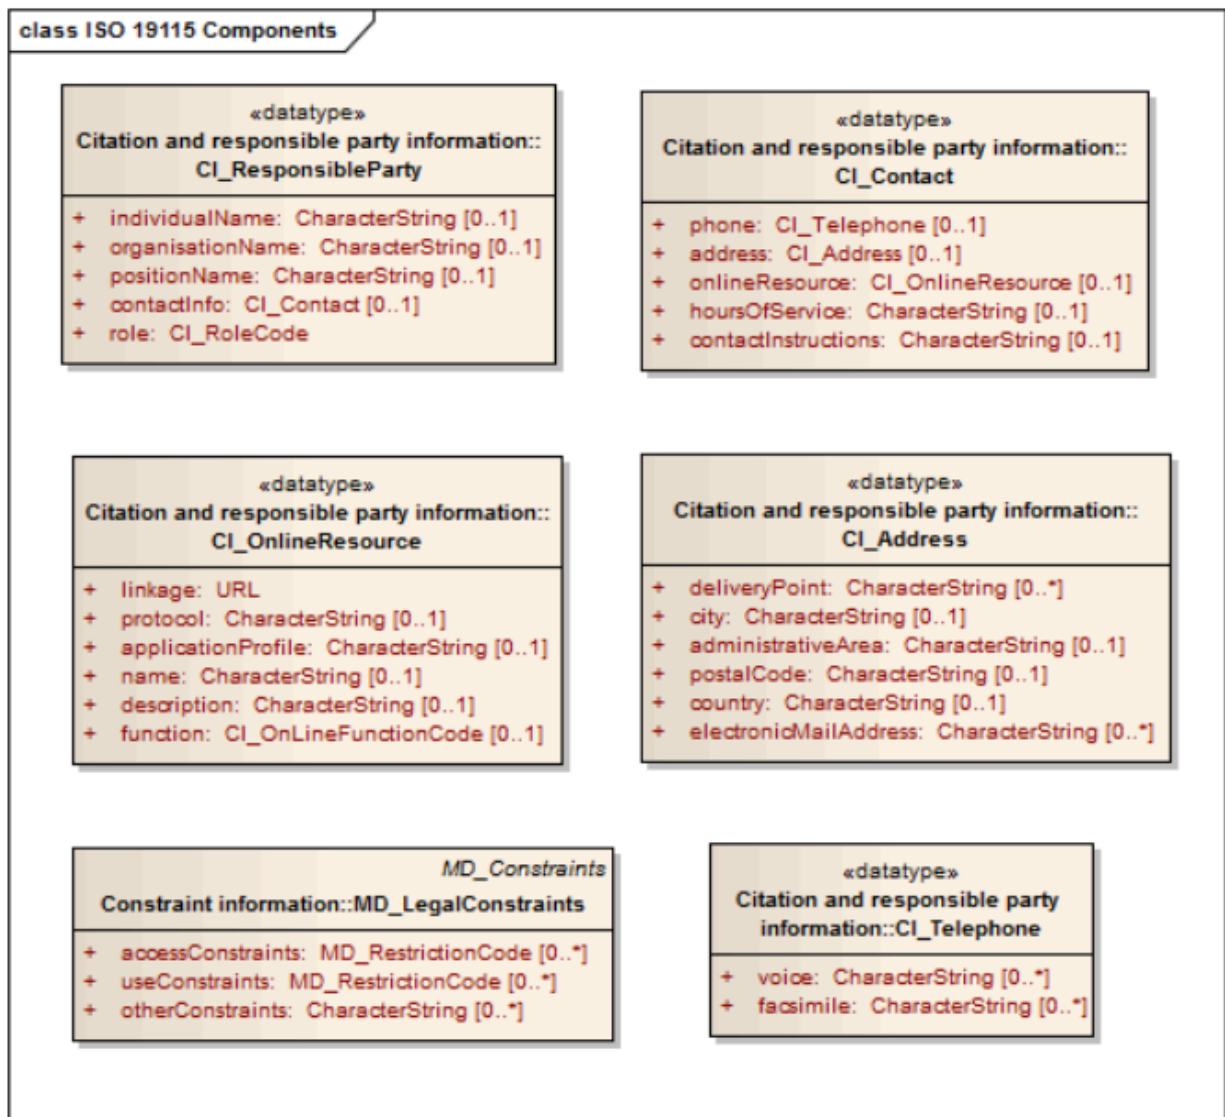 class ISO 19115 Components
«datatype»
Citation and responsible party information::
CI_ResponsibleParty
+ individualName: CharacterString [0..1]
+ organisationName: CharacterString [0..1]
+ positionName: CharacterString [0..1]
+ contactInfo: CI_Contact [0..1]
+ role: CI_RoleCode
«datatype»
Citation and responsible party information::
CI_Contact
+ phone: CI_Telephone [0..1]
+ address: CI_Address [0..1]
+ onlineResource: CI_OnlineResource [0..1]
+ hoursOfService: CharacterString [0..1]
+ contactInstructions: CharacterString [0..1]
«datatype»
Citation and responsible party information::
CI_OnlineResource
+ linkage: URL
+ protocol: CharacterString [0..1]
+ applicationProfile: CharacterString [0..1]
+ name: CharacterString [0..1]
+ description: CharacterString [0..1]
+ function: CI_OnLineFunctionCode [0..1]
«datatype»
Citation and responsible party information::
CI_Address
+ deliveryPoint: CharacterString [0..*]
+ city: CharacterString [0..1]
+ administrativeArea: CharacterString [0..1]
+ postalCode: CharacterString [0..1]
+ country: CharacterString [0..1]
+ electronicMailAddress: CharacterString [0..*]
MD_Constraints
Constraint information::MD_LegalConstraints
+ accessConstraints: MD_RestrictionCode [0..*]
+ useConstraints: MD_RestrictionCode [0..*]
+ otherConstraints: CharacterString [0..*]
«datatype»
Citation and responsible party
information::CI_Telephone
+ voice: CharacterString [0..*]
+ facsimile: CharacterString [0..*]